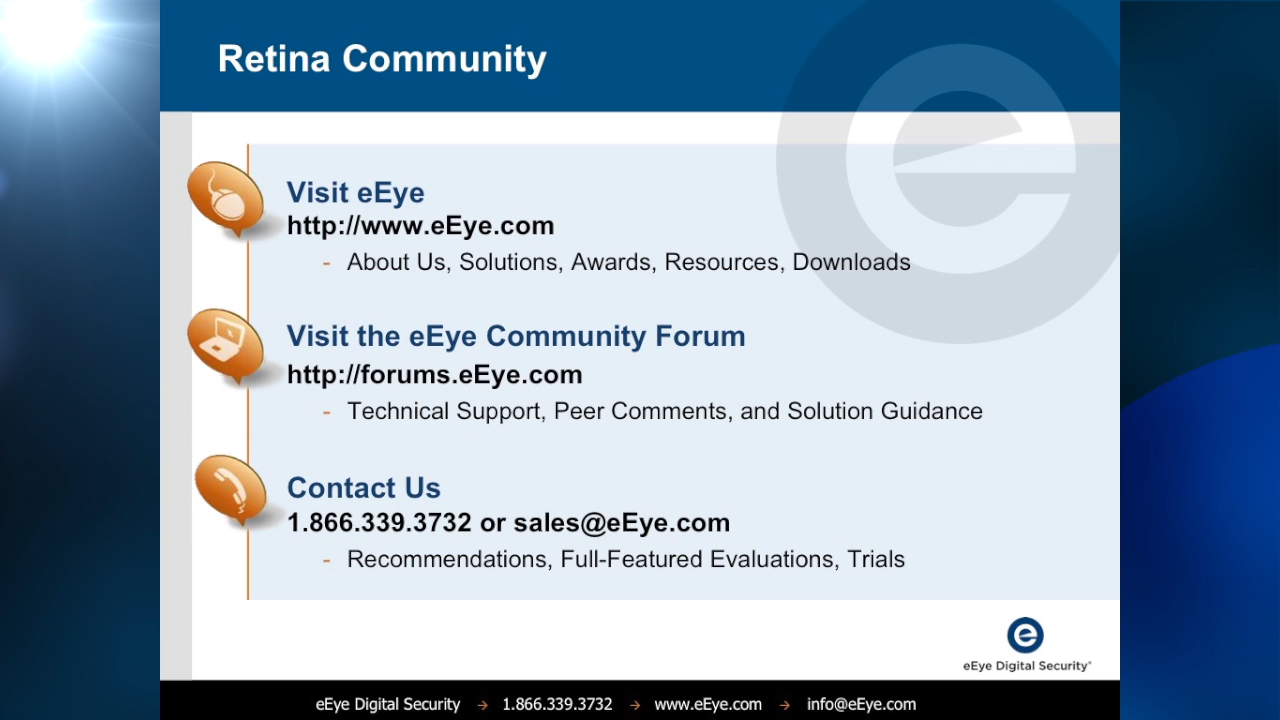 Retina Community
Visit eEye
http://www.eEye.com
- About Us, Solutions, Awards, Resources, Downloads
Visit the eEye Community Forum
http://forums.eEye.com
- Technical Support, Peer Comments, and Solution Guidance
Contact Us
1.866.339.3732 or sales@eEye.com
- Recommendations, Full-Featured Evaluations, Trials
eEye Digital Security®
eEye Digital Security → 1.866.339.3732 → www.eEye.com → info@eEye.com